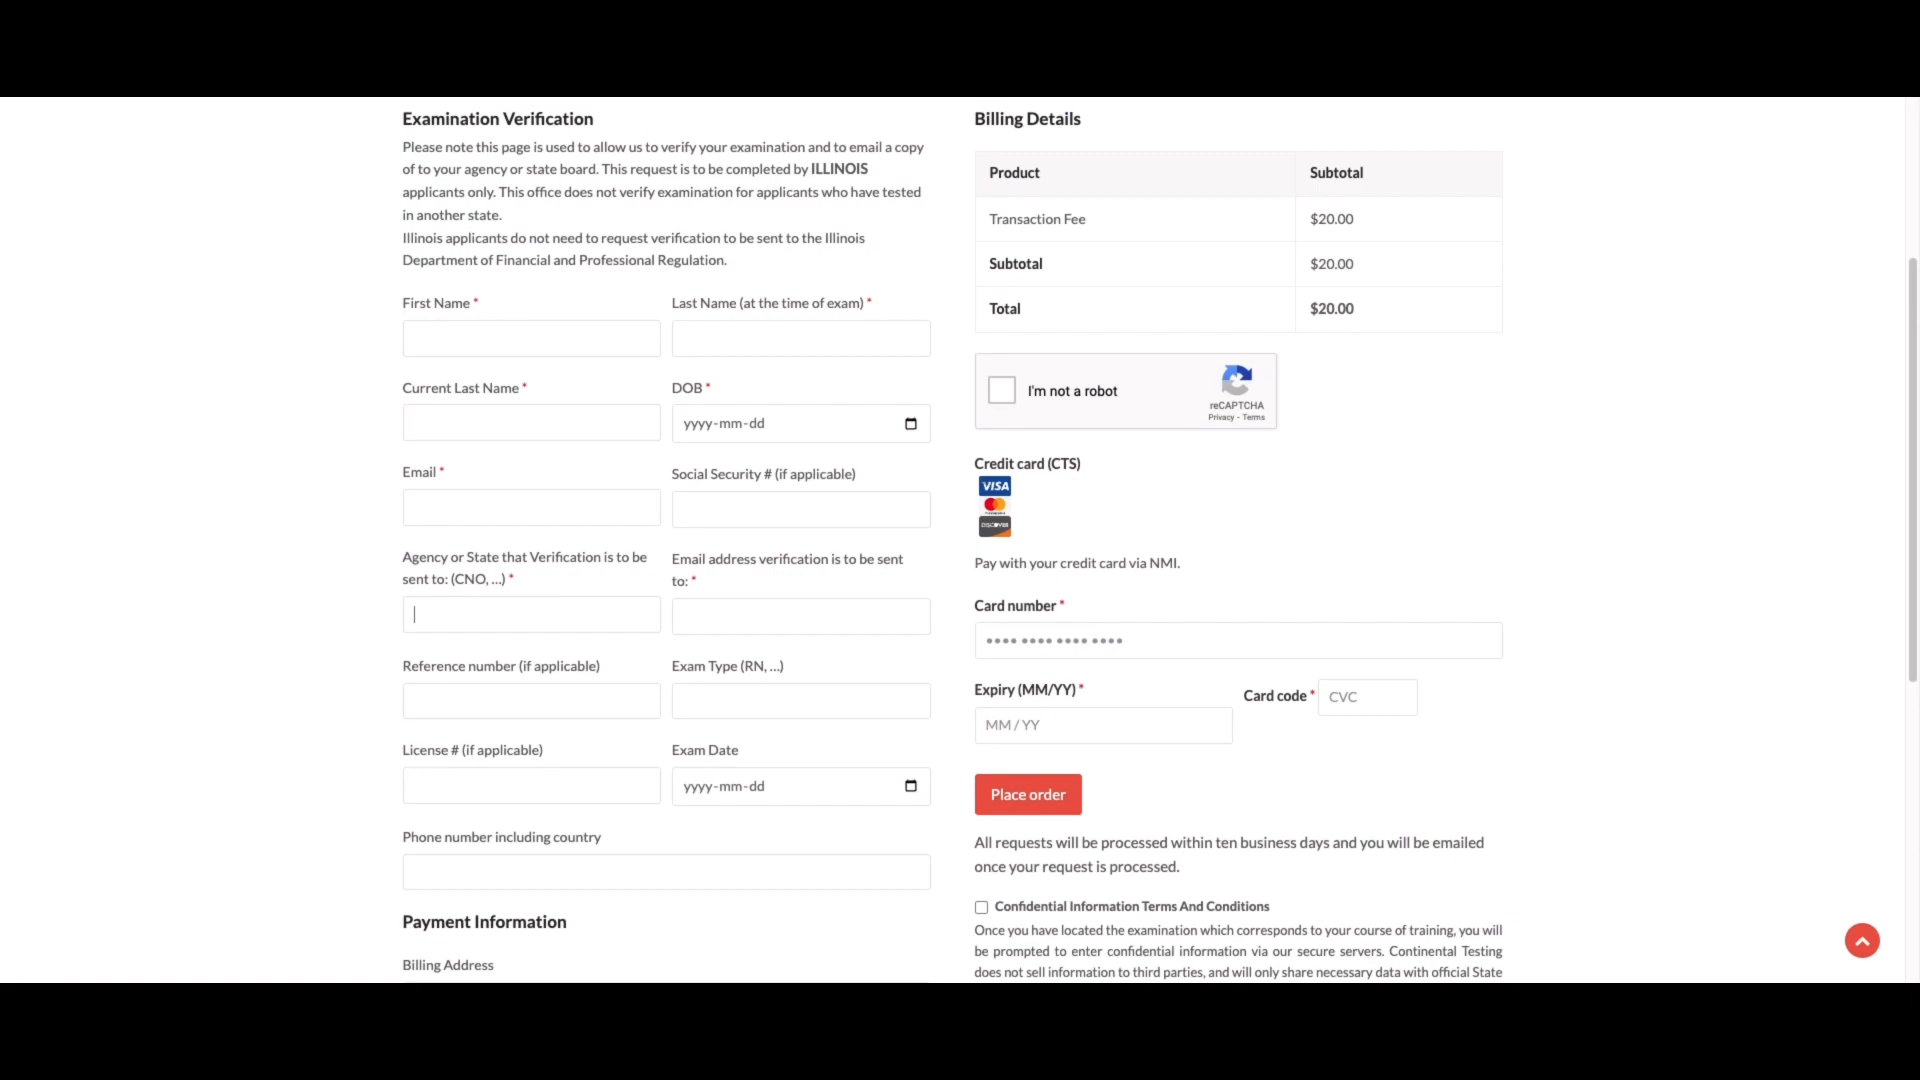 Examination Verification
Please note this page is used to allow us to verify your examination and to email a copy
of to your agency or state board. This request is to be completed by ILLINOIS
applicants only. This office does not verify examination for applicants who have tested
in another state.
Illinois applicants do not need to request verification to be sent to the Illinois
Department of Financial and Professional Regulation.
First Name *
Last Name (at the time of exam) *
Current Last Name *
DOB *
yyyy-mm-dd
Email *
Social Security # (if applicable)
Agency or State that Verification is to be
sent to: (CNO, ...) *
Email address verification is to be sent
to: *
Reference number (if applicable)
Exam Type (RN, ...)
License # (if applicable)
Exam Date
yyyy-mm-dd
Phone number including country
Payment Information
Billing Address
Billing Details
Product Subtotal
Transaction Fee $20.00
Subtotal $20.00
Total $20.00
I'm not a robot
reCAPTCHA
Privacy - Terms
Credit card (CTS)
VISA
DISCOVER
Pay with your credit card via NMI.
Card number *
•••• •••• •••• ••••
Expiry (MM/YY) *
MM / YY
Card code *
CVC
Place order
All requests will be processed within ten business days and you will be emailed
once your request is processed.
Confidential Information Terms And Conditions
Once you have located the examination which corresponds to your course of training, you will
be prompted to enter confidential information via our secure servers. Continental Testing
does not sell information to third parties, and will only share necessary data with official State